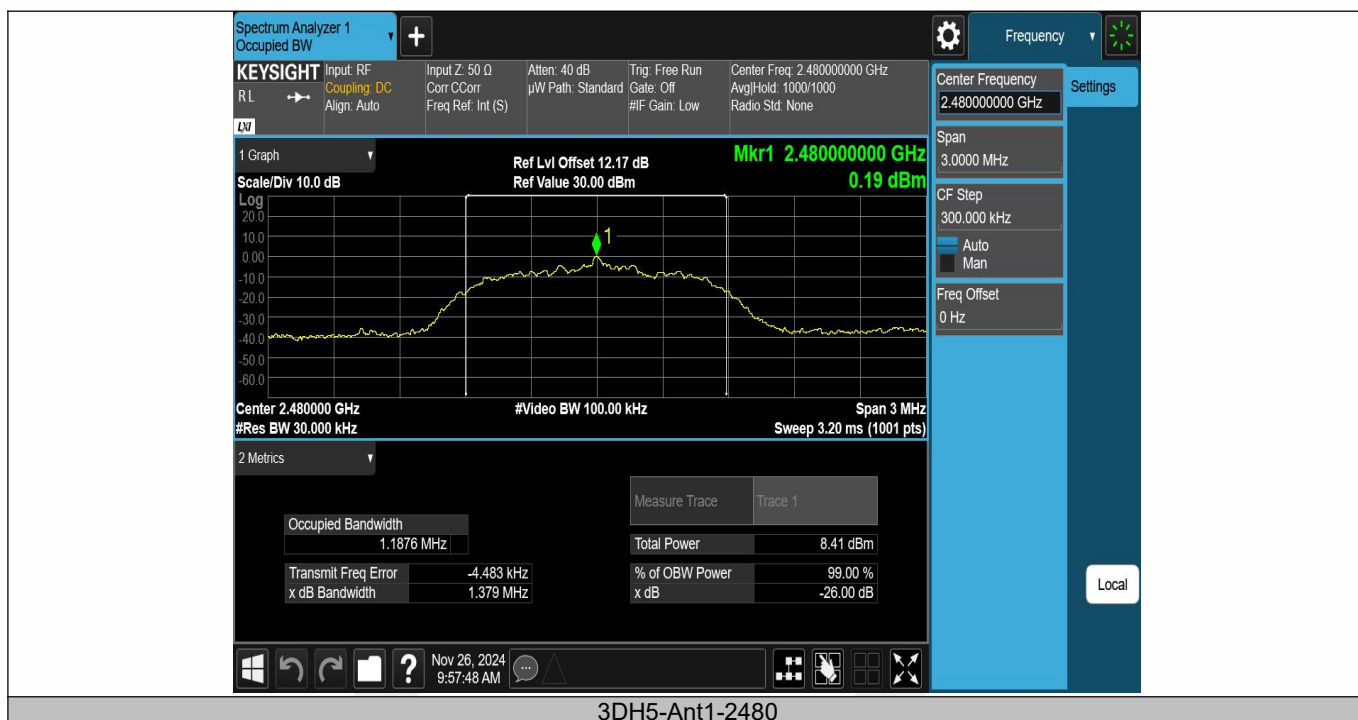 Spectrum Analyzer 1
Occupied BW
+
Frequency
KEYSIGHT
RL
LXI
Input: RF
Coupling: DC
Align: Auto
Input Z: 50 Ω
Corr CCorr
Freq Ref: Int (S)
Atten: 40 dB
µW Path: Standard
Trig: Free Run
Gate: Off
#IF Gain: Low
Center Freq: 2.480000000 GHz
Avg|Hold: 1000/1000
Radio Std: None
Center Frequency
2.480000000 GHz
Settings
Span
3.0000 MHz
CF Step
300.000 kHz
Auto
Man
Freq Offset
0 Hz
Local
1 Graph
Scale/Div 10.0 dB
Ref Lvl Offset 12.17 dB
Ref Value 30.00 dBm
Mkr1 2.480000000 GHz
0.19 dBm
Log
20.0
10.0
0.00
-10.0
-20.0
-30.0
-40.0
-50.0
-60.0
1
Center 2.480000 GHz
#Res BW 30.000 kHz
#Video BW 100.00 kHz
Span 3 MHz
Sweep 3.20 ms (1001 pts)
2 Metrics
Measure Trace Trace 1
Occupied Bandwidth
1.1876 MHz
Total Power 8.41 dBm
Transmit Freq Error -4.483 kHz
% of OBW Power 99.00 %
x dB Bandwidth 1.379 MHz
x dB -26.00 dB
?
Nov 26, 2024
9:57:48 AM
3DH5-Ant1-2480